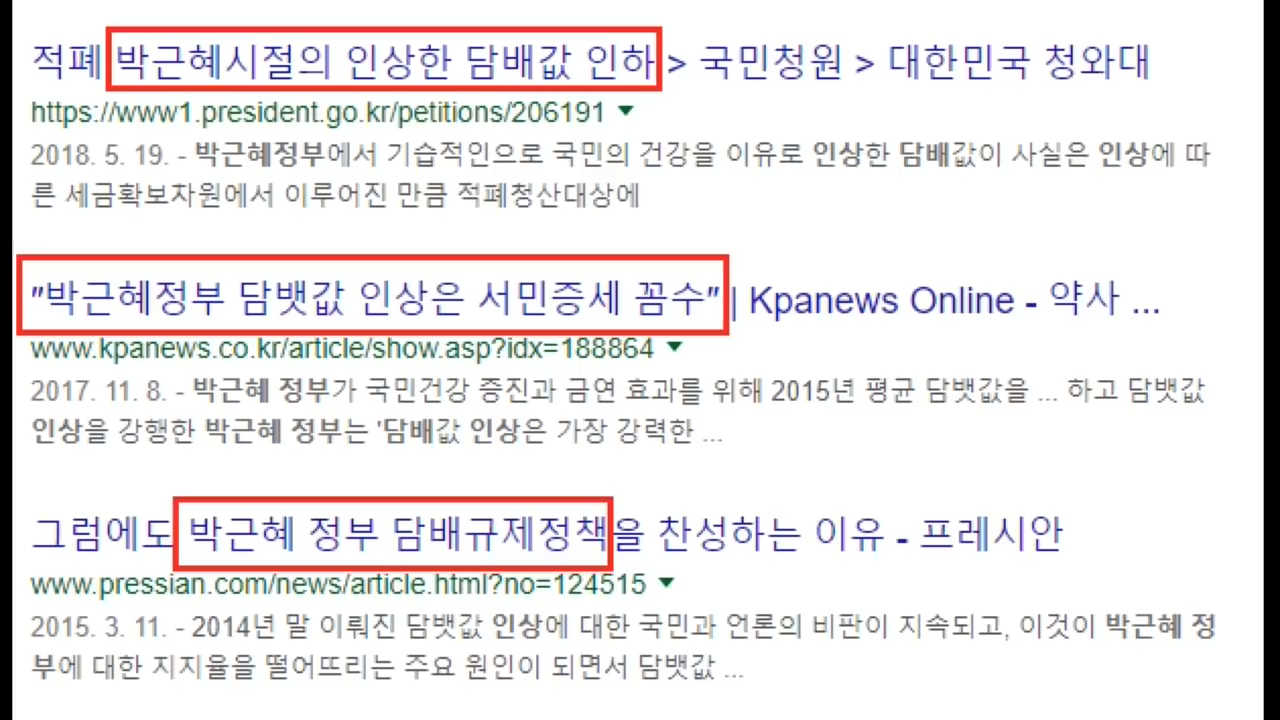 적폐 박근혜시절의 인상한 담배값 인하 > 국민청원 > 대한민국 청와대
https://www1.president.go.kr/petitions/206191
2018. 5. 19. - 박근혜정부에서 기습적인으로 국민의 건강을 이유로 인상한 담배값이 사실은 인상에 따
른 세금확보차원에서 이루어진 만큼 적폐청산대상에
"박근혜정부 담뱃값 인상은 서민증세 꼼수" | Kpanews Online - 약사 ...
www.kpanews.co.kr/article/show.asp?idx=188864
2017. 11. 8. - 박근혜 정부가 국민건강 증진과 금연 효과를 위해 2015년 평균 담뱃값을 ... 하고 담뱃값
인상을 강행한 박근혜 정부는 '담배값 인상은 가장 강력한 ...
그럼에도 박근혜 정부 담배규제정책을 찬성하는 이유 - 프레시안
www.pressian.com/news/article.html?no=124515
2015. 3. 11. - 2014년 말 이뤄진 담뱃값 인상에 대한 국민과 언론의 비판이 지속되고, 이것이 박근혜 정
부에 대한 지지율을 떨어뜨리는 주요 원인이 되면서 담뱃값 ...